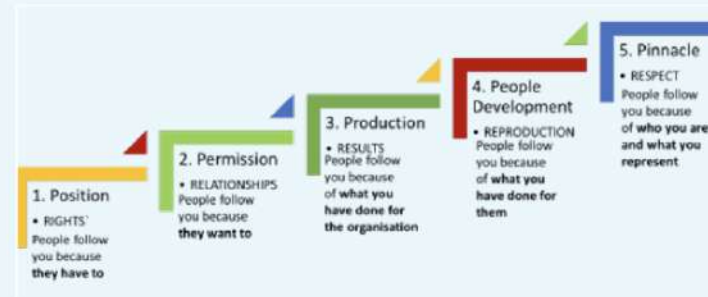 1. Position
• RIGHTS`
People follow
you because
they have to
2. Permission
• RELATIONSHIPS
People follow
you because
they want to
3. Production
• RESULTS
People follow
you because
of what you
have done for
the organisation
4. People
Development
• REPRODUCTION
People follow
you because
of what you
have done for
them
5. Pinnacle
• RESPECT
People follow
you because
of who you are
and what you
represent